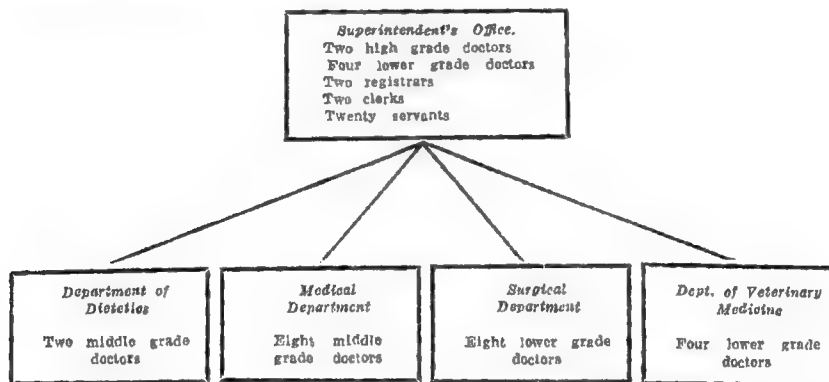 Superintendent's Office.
Two high grade doctors
Four lower grade doctors
Two registrars
Two clerks
Twenty servants
Department of
Dietetics
Two middle grade
doctors
Medical
Department
Eight middle
grade doctors
Surgical
Department
Eight lower grade
doctors
Dept. of Veterinary
Medicine
Four lower grade
doctors